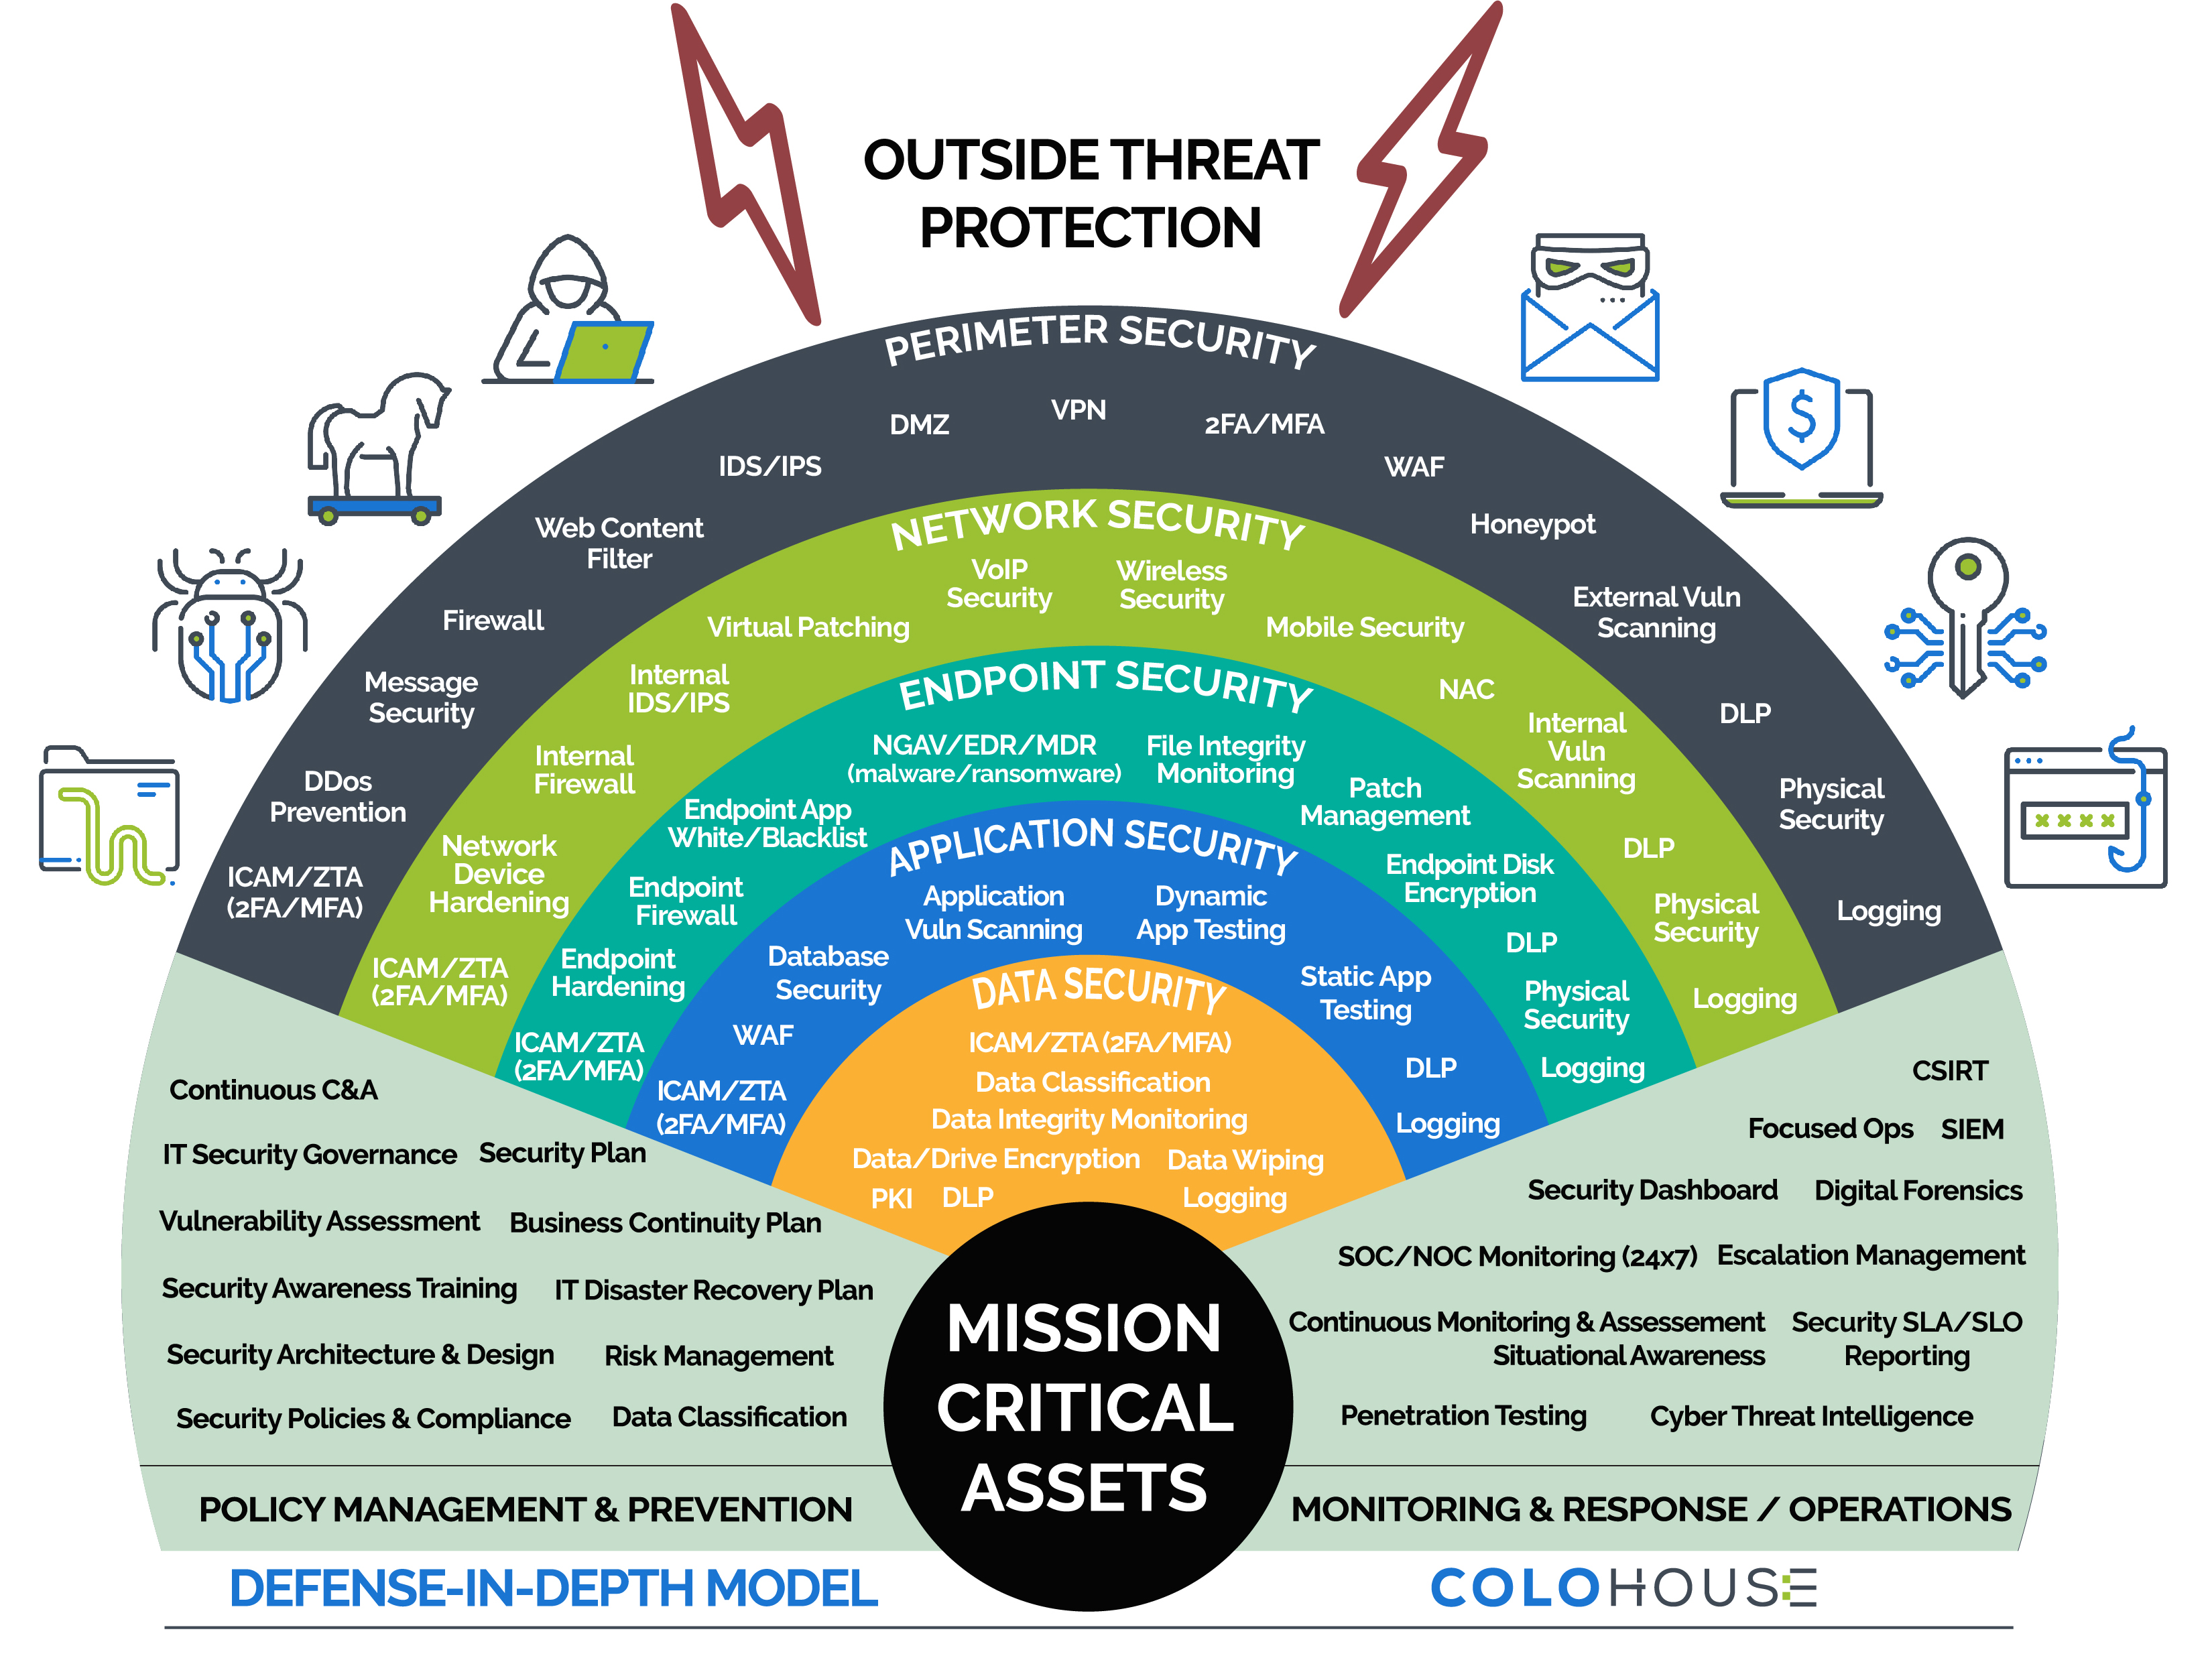 OUTSIDE THREAT
PROTECTION
PERIMETER SECURITY
ICAM/ZTA
(2FA/MFA)
DDos
Prevention
Message
Security
Firewall
Web Content
Filter
IDS/IPS
DMZ
VPN
2FA/MFA
WAF
Honeypot
External Vuln
Scanning
DLP
Physical
Security
Logging
NETWORK SECURITY
ICAM/ZTA
(2FA/MFA)
Network
Device
Hardening
Internal
Firewall
Internal
IDS/IPS
Virtual Patching
VoIP
Security
Wireless
Security
Mobile Security
NAC
Internal
Vuln
Scanning
DLP
Physical
Security
Logging
ENDPOINT SECURITY
ICAM/ZTA
(2FA/MFA)
Endpoint
Hardening
Endpoint
Firewall
Endpoint App
White/Blacklist
NGAV/EDR/MDR
(malware/ransomware)
File Integrity
Monitoring
Patch
Management
Endpoint Disk
Encryption
DLP
Physical
Security
Logging
APPLICATION SECURITY
ICAM/ZTA
(2FA/MFA)
WAF
Database
Security
Application
Vuln Scanning
Dynamic
App Testing
Static App
Testing
DLP
Logging
DATA SECURITY
ICAM/ZTA (2FA/MFA)
Data Classification
Data Integrity Monitoring
Data/Drive Encryption Data Wiping
PKI DLP Logging
MISSION
CRITICAL
ASSETS
Continuous C&A
IT Security Governance Security Plan
Vulnerability Assessment Business Continuity Plan
Security Awareness Training IT Disaster Recovery Plan
Security Architecture & Design Risk Management
Security Policies & Compliance Data Classification
POLICY MANAGEMENT & PREVENTION
CSIRT
Focused Ops SIEM
Security Dashboard Digital Forensics
SOC/NOC Monitoring (24x7) Escalation Management
Continuous Monitoring & Assessement
Situational Awareness
Security SLA/SLO
Reporting
Penetration Testing Cyber Threat Intelligence
MONITORING & RESPONSE / OPERATIONS
DEFENSE-IN-DEPTH MODEL
COLOHOUSE